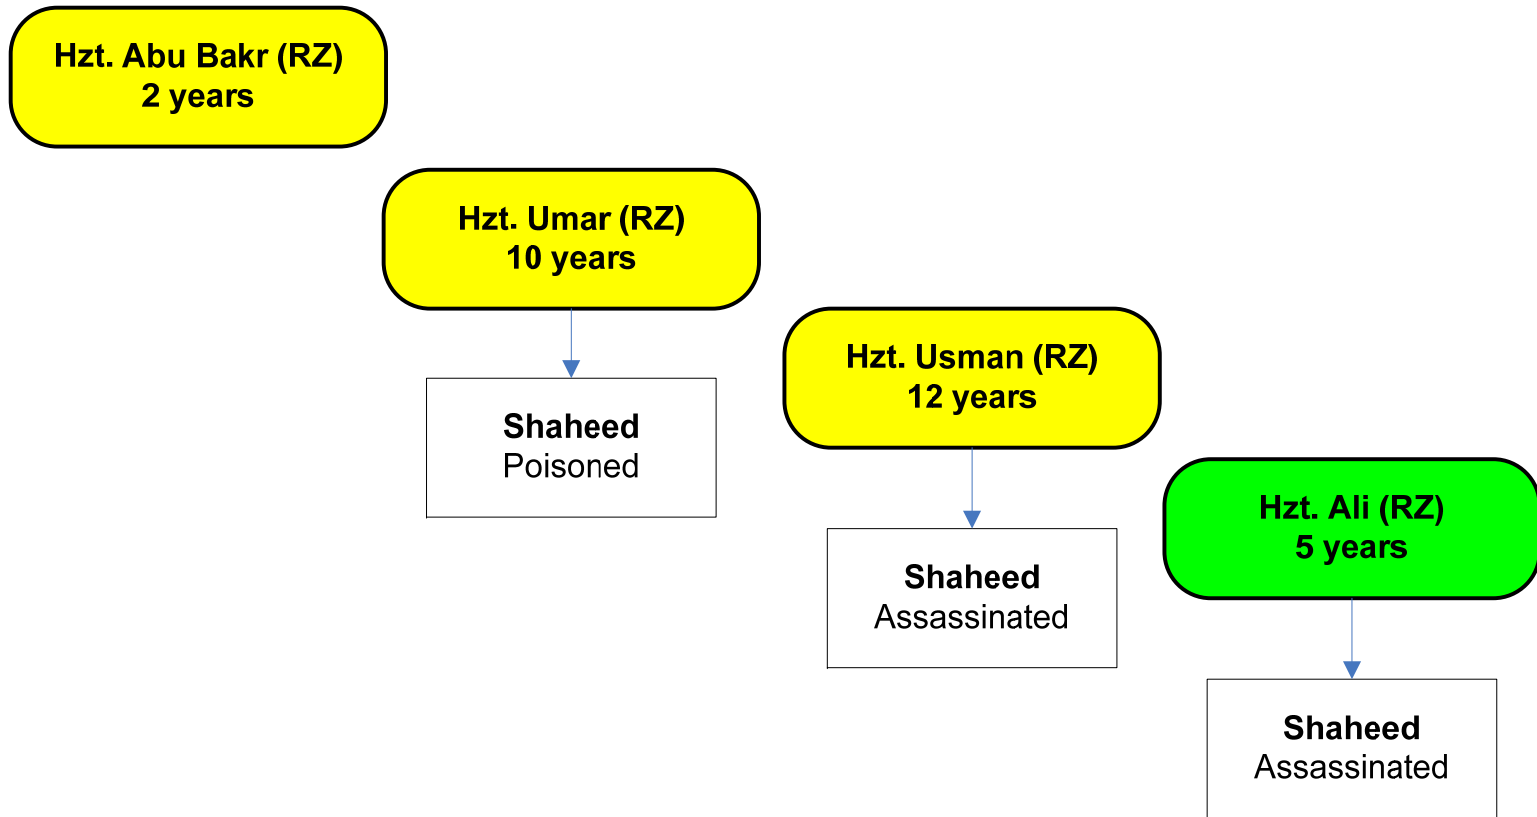 Hzt. Abu Bakr (RZ)
2 years
Hzt. Umar (RZ)
10 years
Shaheed
Poisoned
Hzt. Usman (RZ)
12 years
Shaheed
Assassinated
Hzt. Ali (RZ)
5 years
Shaheed
Assassinated